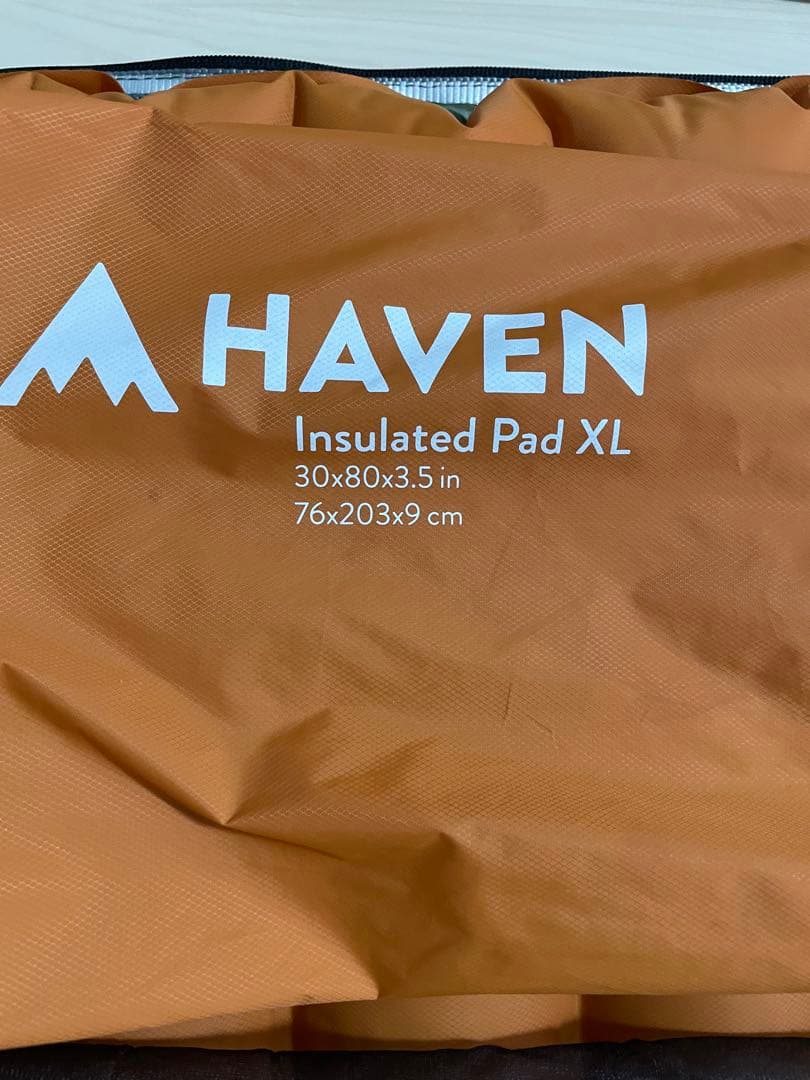 HAVEN
Insulated Pad XL
30x80x3.5 in
76x203x9 cm